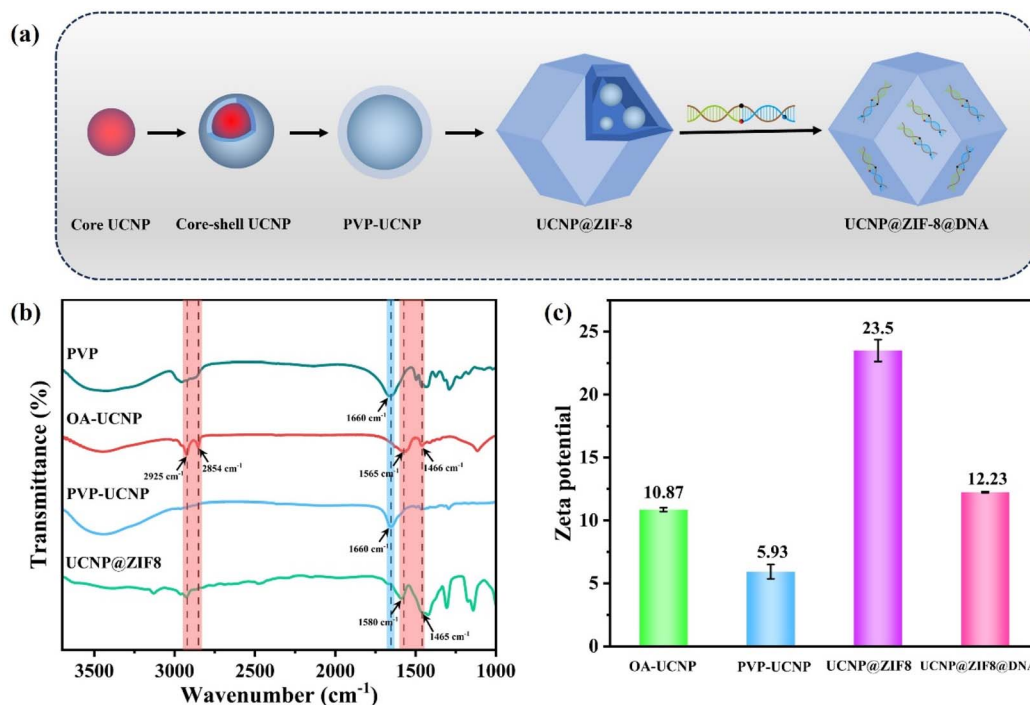 (a)
Core UCNP
Core-shell UCNP
PVP-UCNP
UCNP@ZIF-8
UCNP@ZIF-8@DNA
(b)
Transmittance (%)
PVP
1660 cm⁻¹
OA-UCNP
2925 cm⁻¹
2854 cm⁻¹
1565 cm⁻¹
1466 cm⁻¹
PVP-UCNP
1660 cm⁻¹
UCNP@ZIF8
1580 cm⁻¹
1465 cm⁻¹
3500 3000 2500 2000 1500 1000
Wavenumber (cm⁻¹)
(c)
Zeta potential
25
20
15
10
5
0
10.87
5.93
23.5
12.23
OA-UCNP PVP-UCNP UCNP@ZIF8 UCNP@ZIF8@DNA